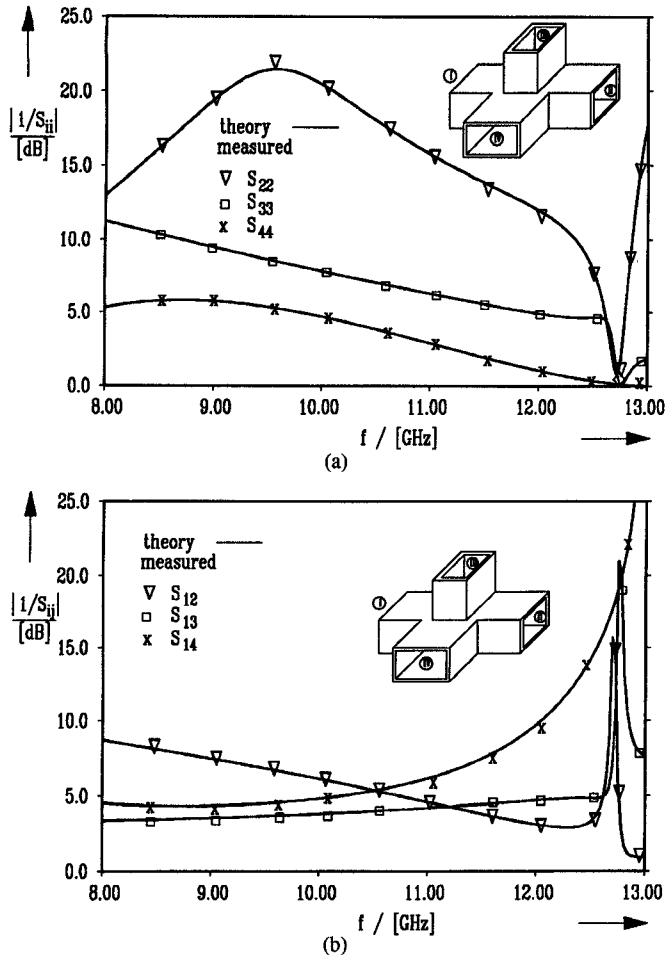 25.0
20.0
15.0
10.0
5.0
0.0
|1/Sii|
[dB]
theory
measured
S22
S33
S44
I
IV
8.00 9.00 10.00 11.00 12.00 13.00
f / [GHz]
(a)
25.0
20.0
15.0
10.0
5.0
0.0
|1/Sij|
[dB]
theory
measured
S12
S13
S14
I
IV
8.00 9.00 10.00 11.00 12.00 13.00
f / [GHz]
(b)